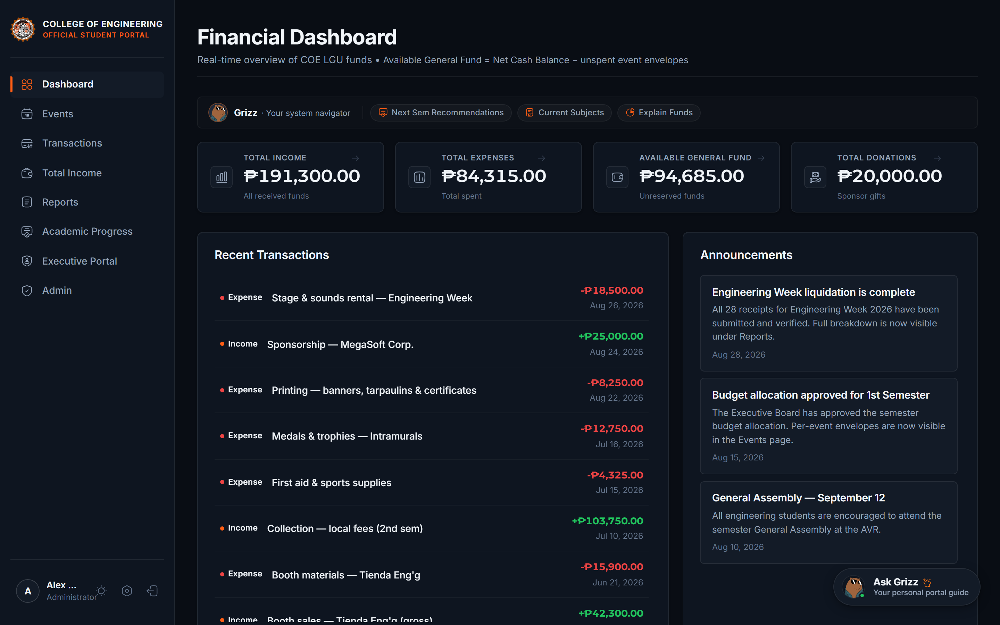 COLLEGE OF ENGINEERING
OFFICIAL STUDENT PORTAL
Dashboard
Events
Transactions
Total Income
Reports
Academic Progress
Executive Portal
Admin
A
Alex ...
Administrator
Financial Dashboard
Real-time overview of COE LGU funds • Available General Fund = Net Cash Balance − unspent event envelopes
Grizz · Your system navigator
Next Sem Recommendations
Current Subjects
Explain Funds
TOTAL INCOME →
₱191,300.00
All received funds
TOTAL EXPENSES →
₱84,315.00
Total spent
AVAILABLE GENERAL FUND →
₱94,685.00
Unreserved funds
TOTAL DONATIONS →
₱20,000.00
Sponsor gifts
Recent Transactions
Expense Stage & sounds rental — Engineering Week -₱18,500.00
Aug 26, 2026
Income Sponsorship — MegaSoft Corp. +₱25,000.00
Aug 24, 2026
Expense Printing — banners, tarpaulins & certificates -₱8,250.00
Aug 22, 2026
Expense Medals & trophies — Intramurals -₱12,750.00
Jul 16, 2026
Expense First aid & sports supplies -₱4,325.00
Jul 15, 2026
Income Collection — local fees (2nd sem) +₱103,750.00
Jul 10, 2026
Expense Booth materials — Tienda Eng'g -₱15,900.00
Jun 21, 2026
Income Booth sales — Tienda Eng'g (gross) +₱42,300.00
Announcements
Engineering Week liquidation is complete
All 28 receipts for Engineering Week 2026 have been
submitted and verified. Full breakdown is now visible
under Reports.
Aug 28, 2026
Budget allocation approved for 1st Semester
The Executive Board has approved the semester
budget allocation. Per-event envelopes are now visible
in the Events page.
Aug 15, 2026
General Assembly — September 12
All engineering students are encouraged to attend the
semester General Assembly at the AVR.
Aug 10, 2026
Ask Grizz
Your personal portal guide